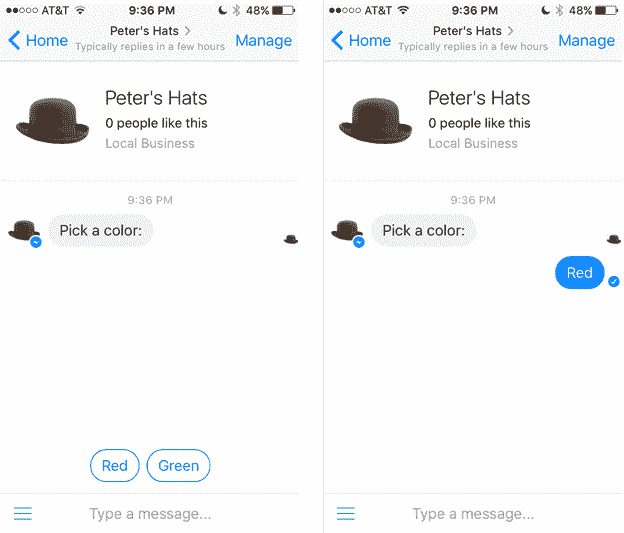 AT&T 9:36 PM 48%
Home Peter's Hats Manage
Typically replies in a few hours
Peter's Hats
0 people like this
Local Business
9:36 PM
Pick a color:
Red Green
Type a message...
AT&T 9:36 PM 48%
Home Peter's Hats Manage
Typically replies in a few hours
Peter's Hats
0 people like this
Local Business
9:36 PM
Pick a color:
Red
Type a message...